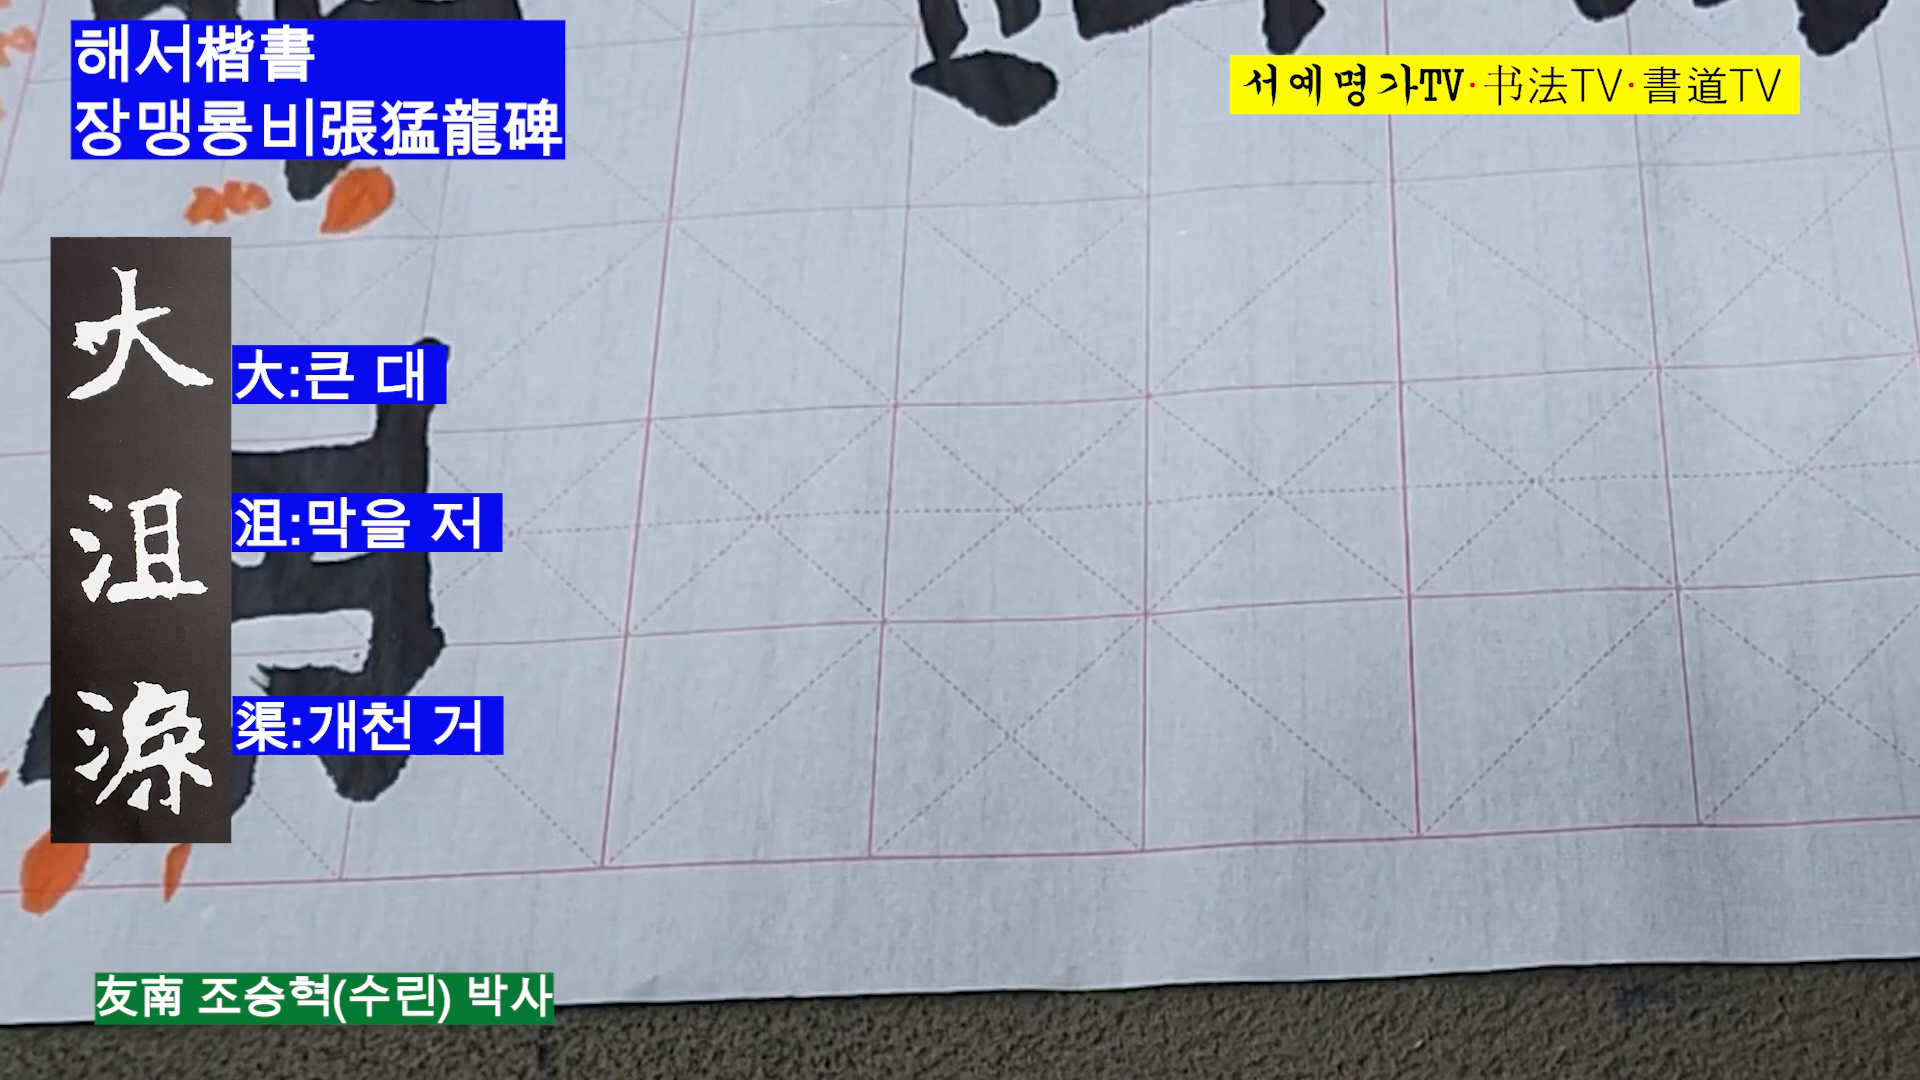 해서楷書
장맹룡비張猛龍碑
서예명가TV·书法TV·書道TV
大
沮
渠
大:큰 대
沮:막을 저
渠:개천 거
友南 조승혁(수린) 박사